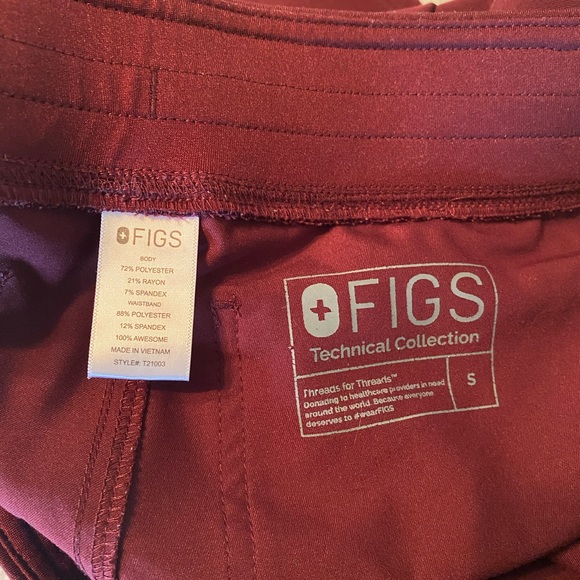 FIGS
BODY
72% POLYESTER
21% RAYON
7% SPANDEX
WAISTBAND
88% POLYESTER
12% SPANDEX
100% AWESOME
MADE IN VIETNAM
STYLE#: T21003
FIGS
Technical Collection
Threads for Threads™
Donating to healthcare providers in need
around the world. Because everyone
deserves to #wearFIGS
S